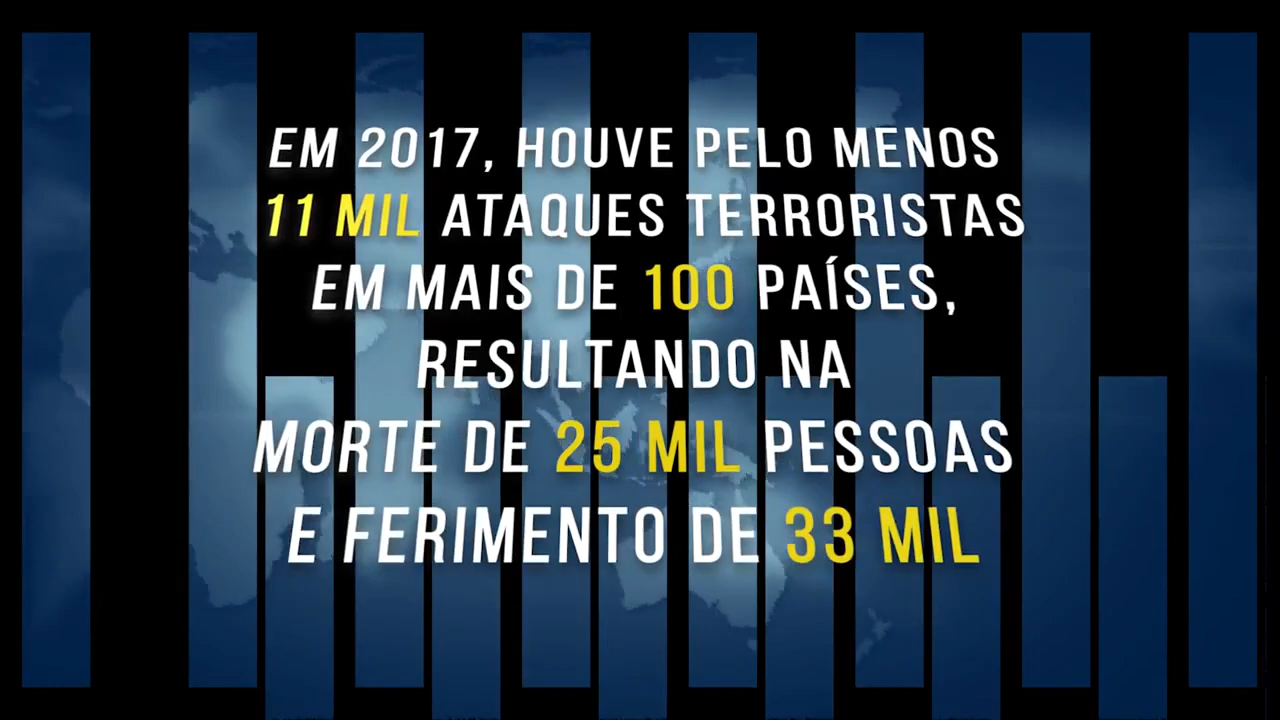 EM 2017, HOUVE PELO MENOS
11 MIL ATAQUES TERRORISTAS
EM MAIS DE 100 PAÍSES,
RESULTANDO NA
MORTE DE 25 MIL PESSOAS
E FERIMENTO DE 33 MIL